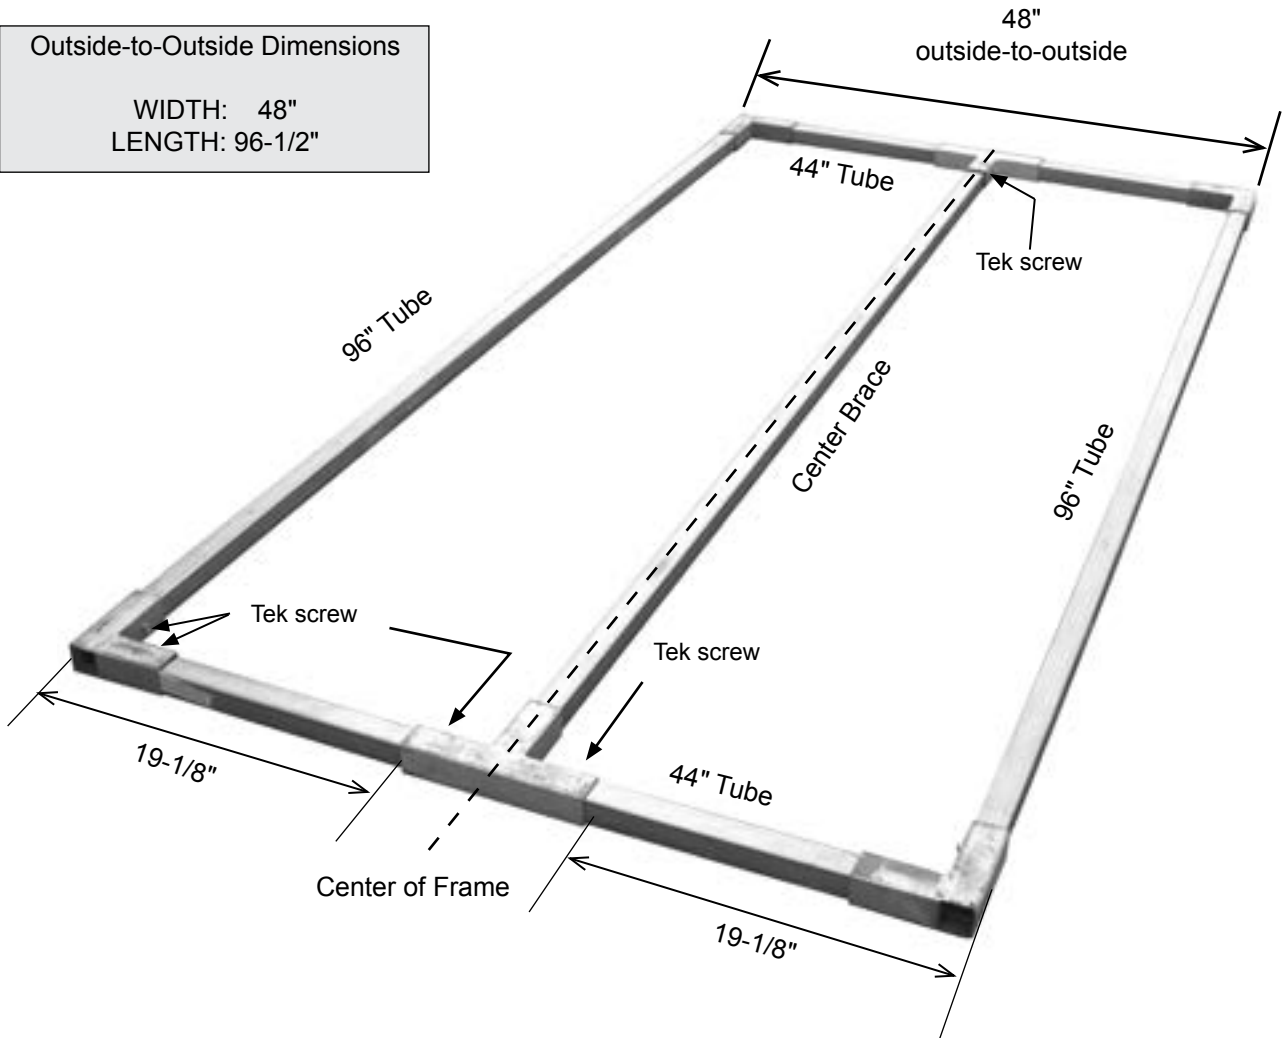 Outside-to-Outside Dimensions
WIDTH: 48"
LENGTH: 96-1/2"
48"
outside-to-outside
44" Tube
Tek screw
96" Tube
Center Brace
96" Tube
Tek screw
Tek screw
19-1/8"
44" Tube
Center of Frame
19-1/8"